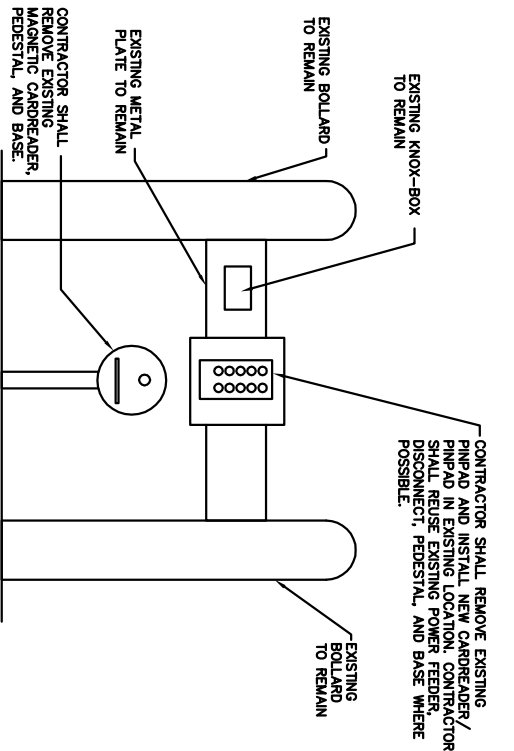 EXISTING KNOX-BOX
TO REMAIN
EXISTING BOLLARD
TO REMAIN
EXISTING METAL
PLATE TO REMAIN
CONTRACTOR SHALL
REMOVE EXISTING
MAGNETIC CARDREADER,
PEDESTAL, AND BASE.
CONTRACTOR SHALL REMOVE EXISTING
PINPAD AND INSTALL NEW CARDREADER/
PINPAD IN EXISTING LOCATION. CONTRACTOR
SHALL REUSE EXISTING POWER FEEDER,
DISCONNECT, PEDESTAL, AND BASE WHERE
POSSIBLE.
EXISTING
BOLLARD
TO REMAIN